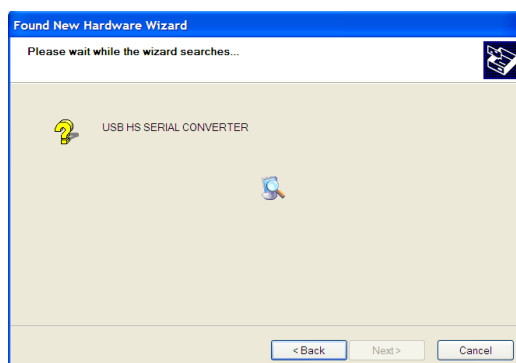 Found New Hardware Wizard
Please wait while the wizard searches...
USB HS SERIAL CONVERTER
< Back
Next >
Cancel